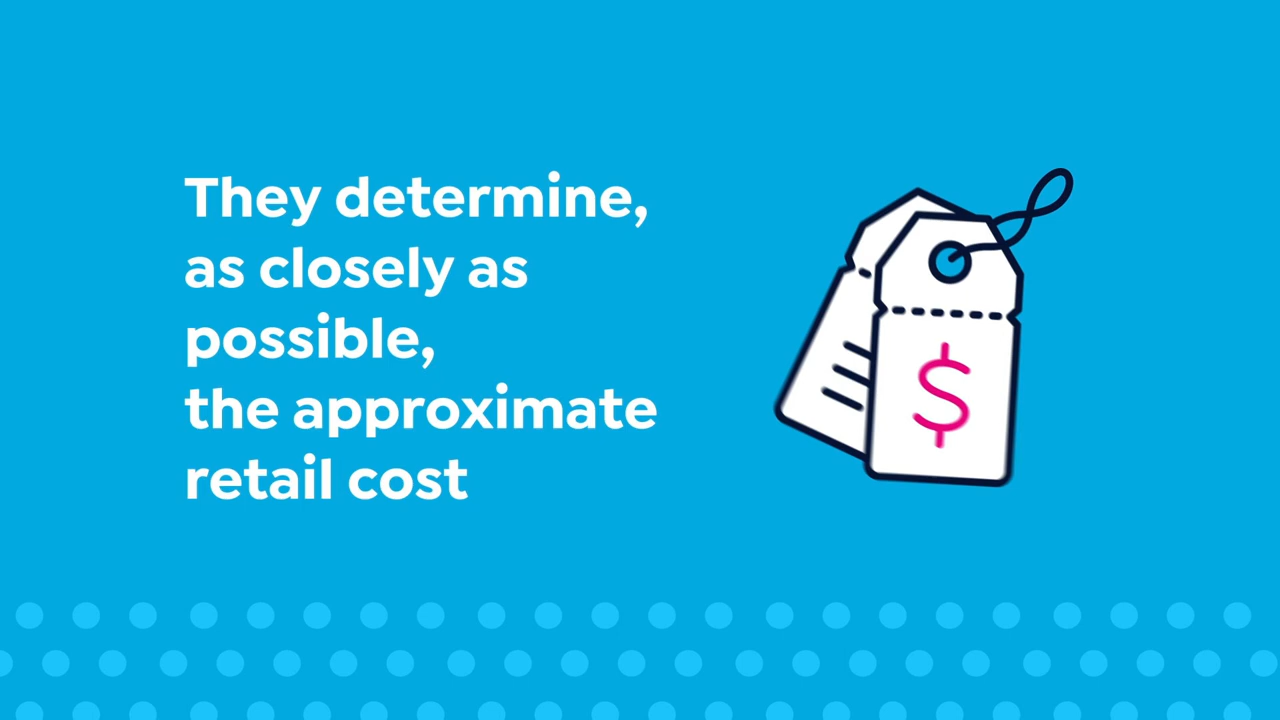 They determine,
as closely as
possible,
the approximate
retail cost
$